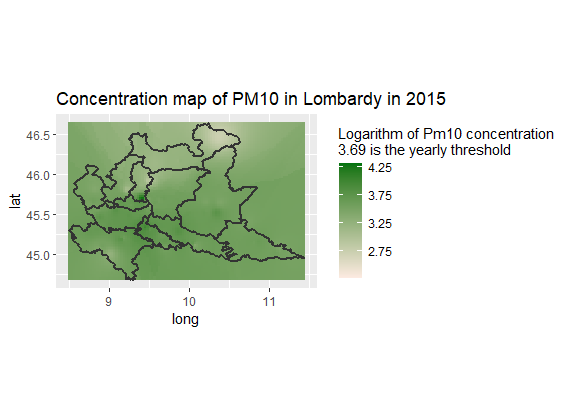 Concentration map of PM10 in Lombardy in 2015
Logarithm of Pm10 concentration
3.69 is the yearly threshold
4.25
3.75
3.25
2.75
46.5
46.0
45.5
45.0
lat
9
10
11
long